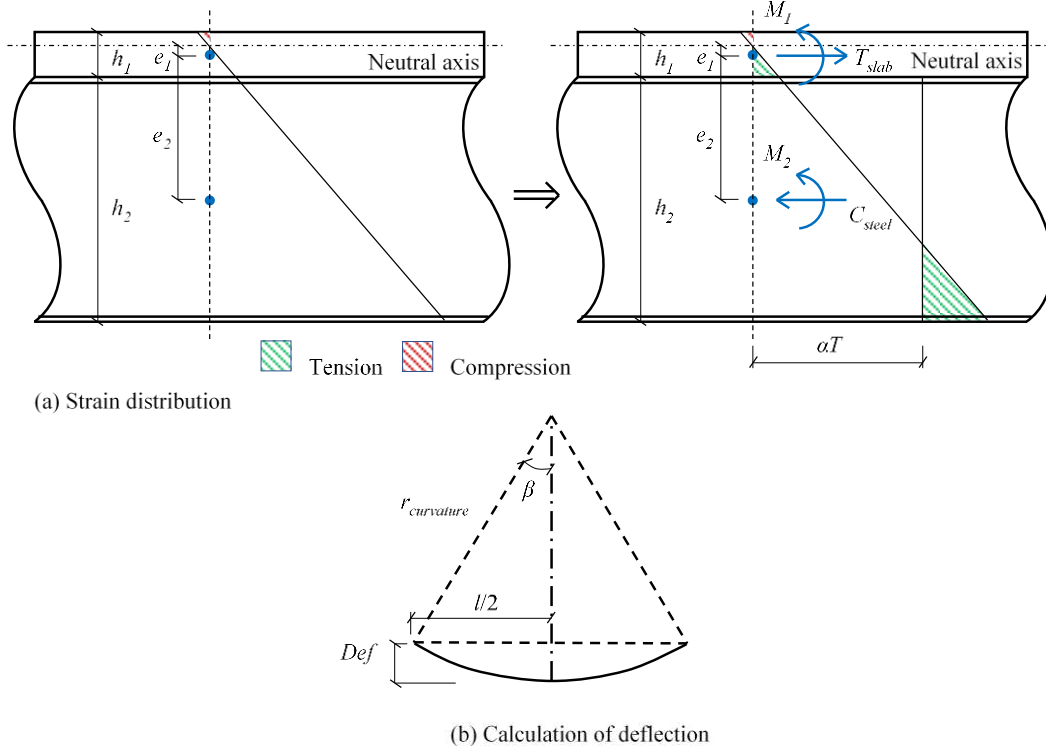 h1
e1
Neutral axis
e2
h2
M1
h1
e1
Tslab
Neutral axis
e2
M2
h2
Csteel
αT
Tension
Compression
(a) Strain distribution
β
rcurvature
l/2
Def
(b) Calculation of deflection